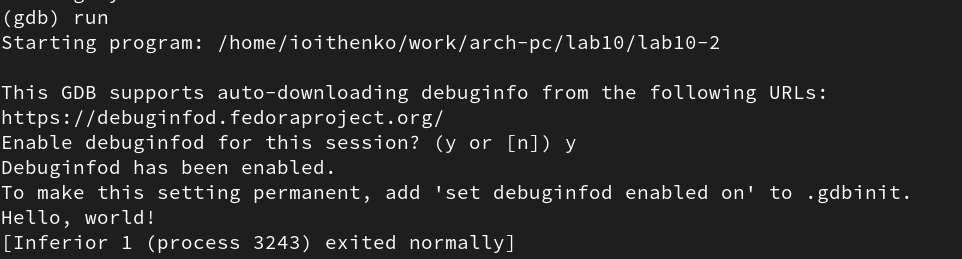 (gdb) run
Starting program: /home/ioithenko/work/arch-pc/lab10/lab10-2

This GDB supports auto-downloading debuginfo from the following URLs:
https://debuginfod.fedoraproject.org/
Enable debuginfod for this session? (y or [n]) y
Debuginfod has been enabled.
To make this setting permanent, add 'set debuginfod enabled on' to .gdbinit.
Hello, world!
[Inferior 1 (process 3243) exited normally]